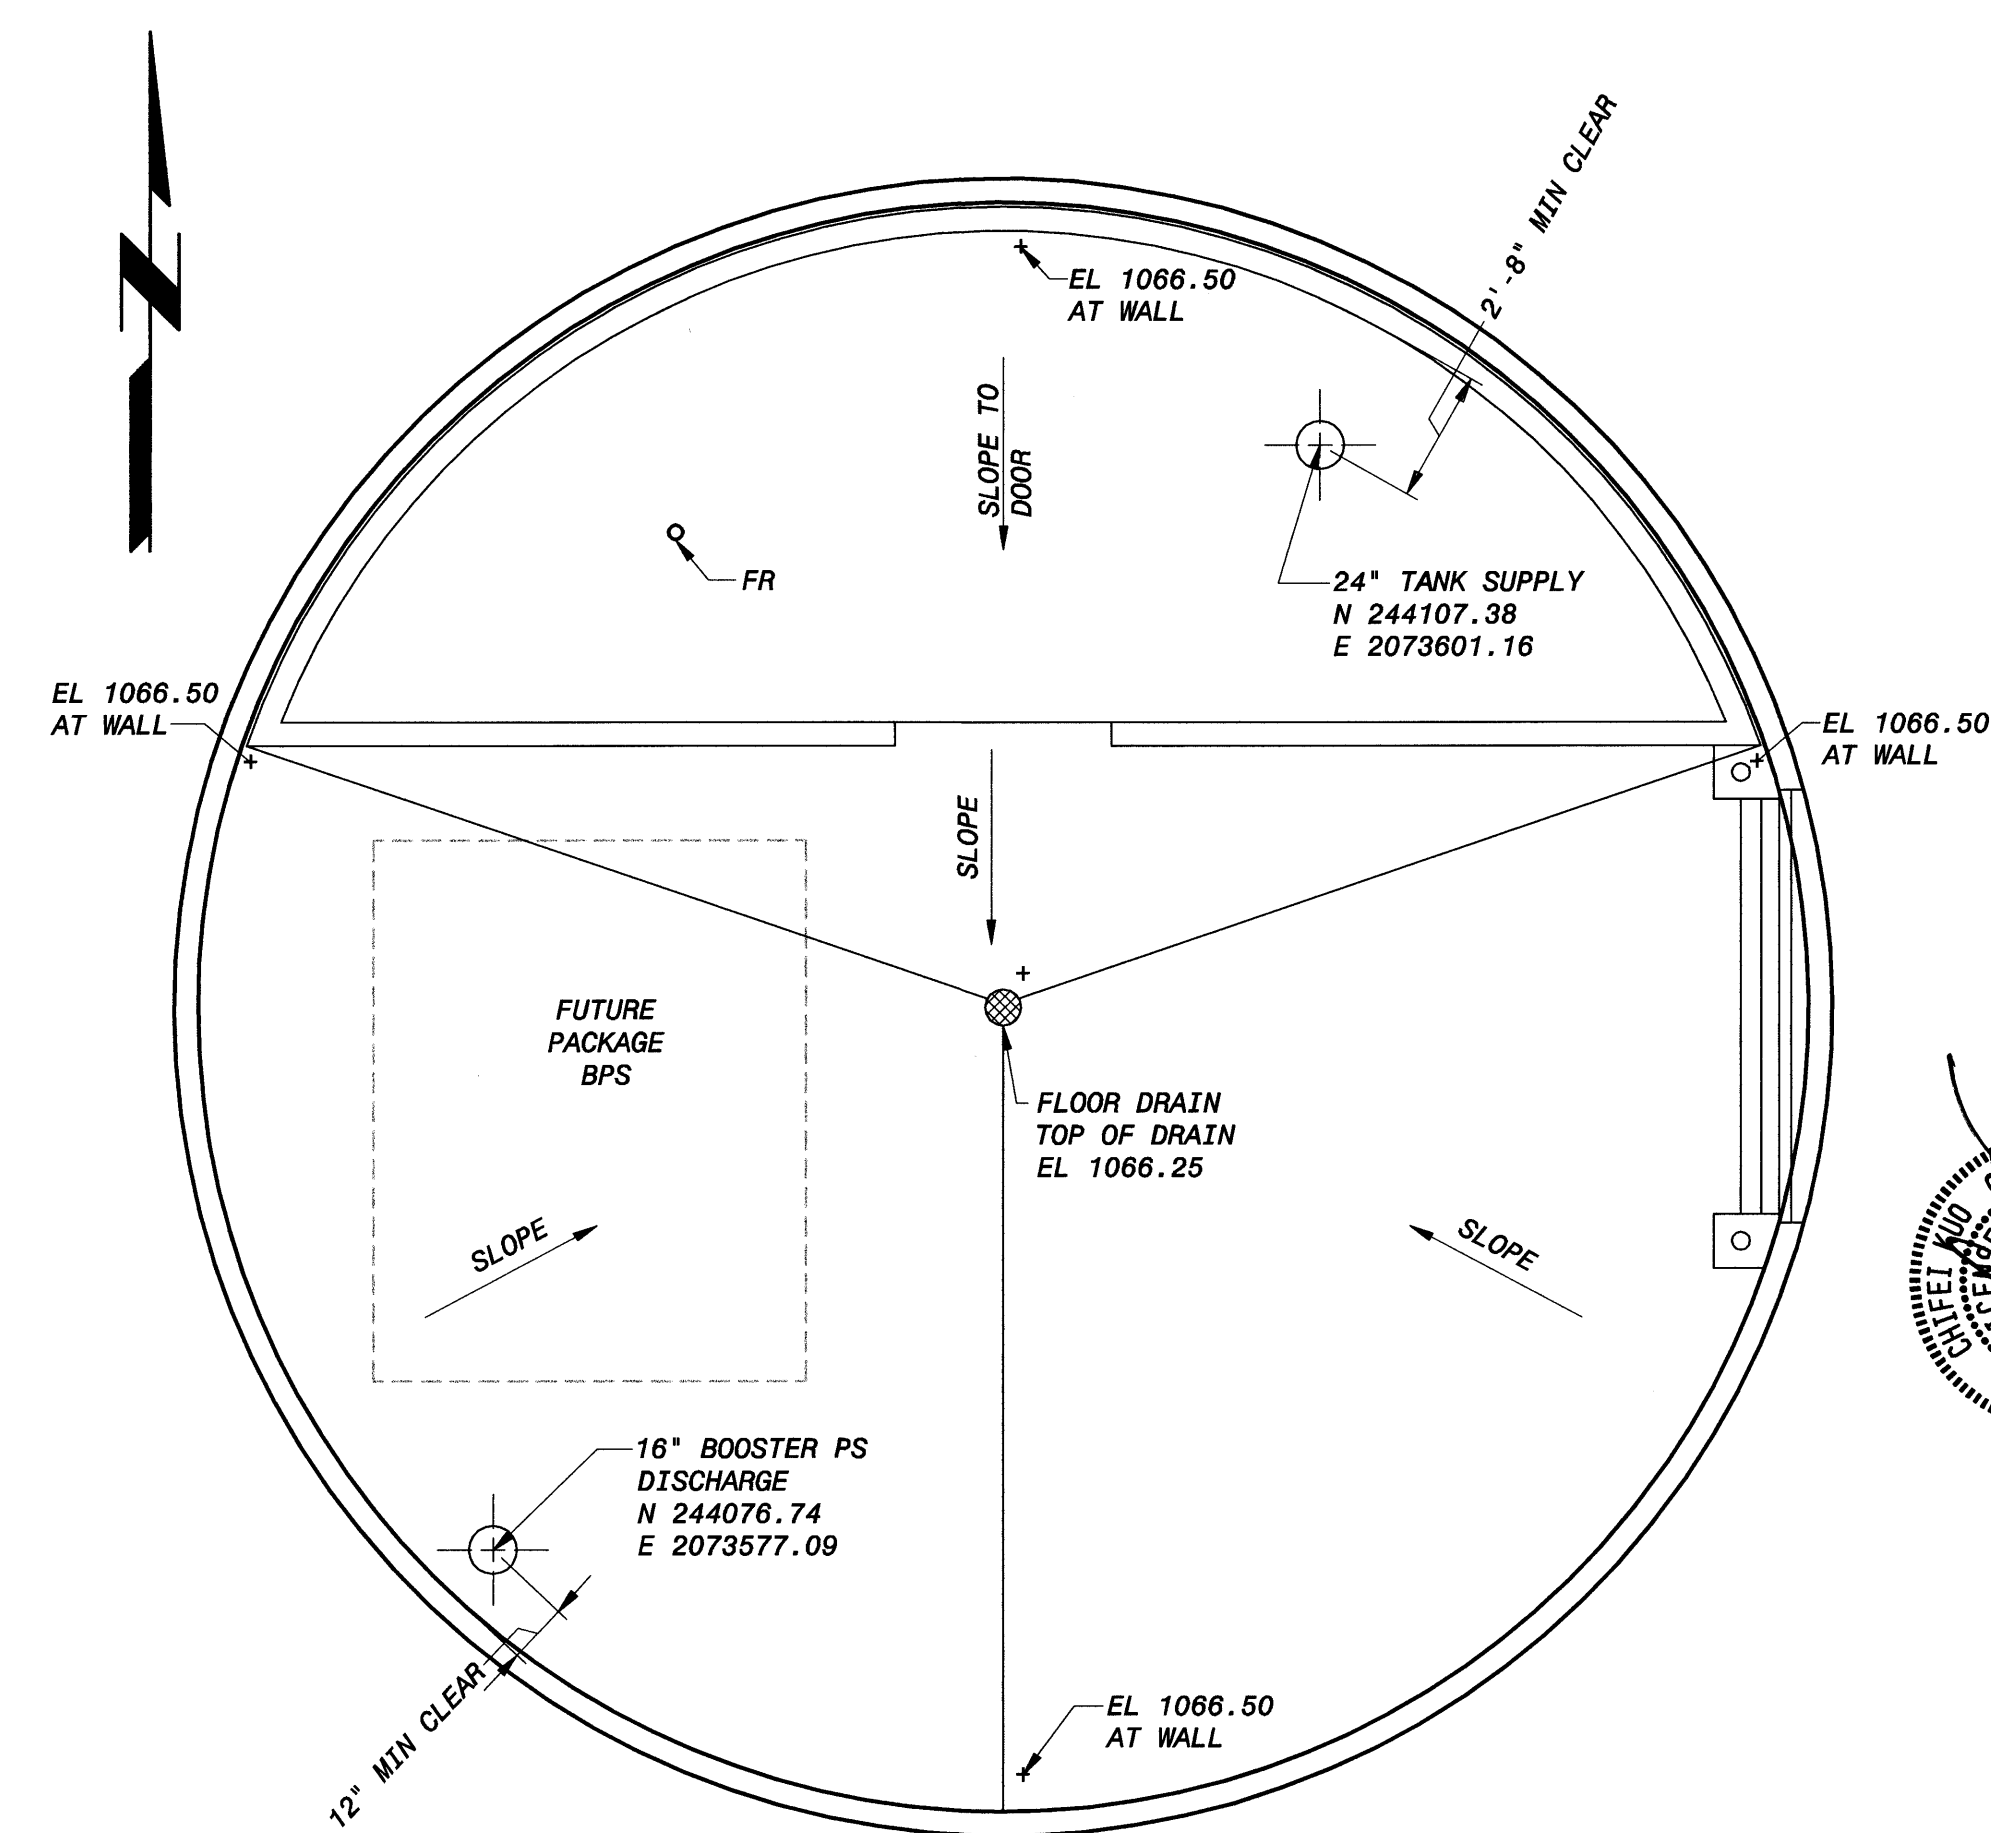 N
2'-8" MIN CLEAR
EL 1066.50
AT WALL
SLOPE TO
DOOR
FR
24" TANK SUPPLY
N 244107.38
E 2073601.16
EL 1066.50
AT WALL
EL 1066.50
AT WALL
SLOPE
FUTURE
PACKAGE
BPS
FLOOR DRAIN
TOP OF DRAIN
EL 1066.25
SLOPE
SLOPE
CHIFEI KUO
16" BOOSTER PS
DISCHARGE
N 244076.74
E 2073577.09
12" MIN CLEAR
EL 1066.50
AT WALL